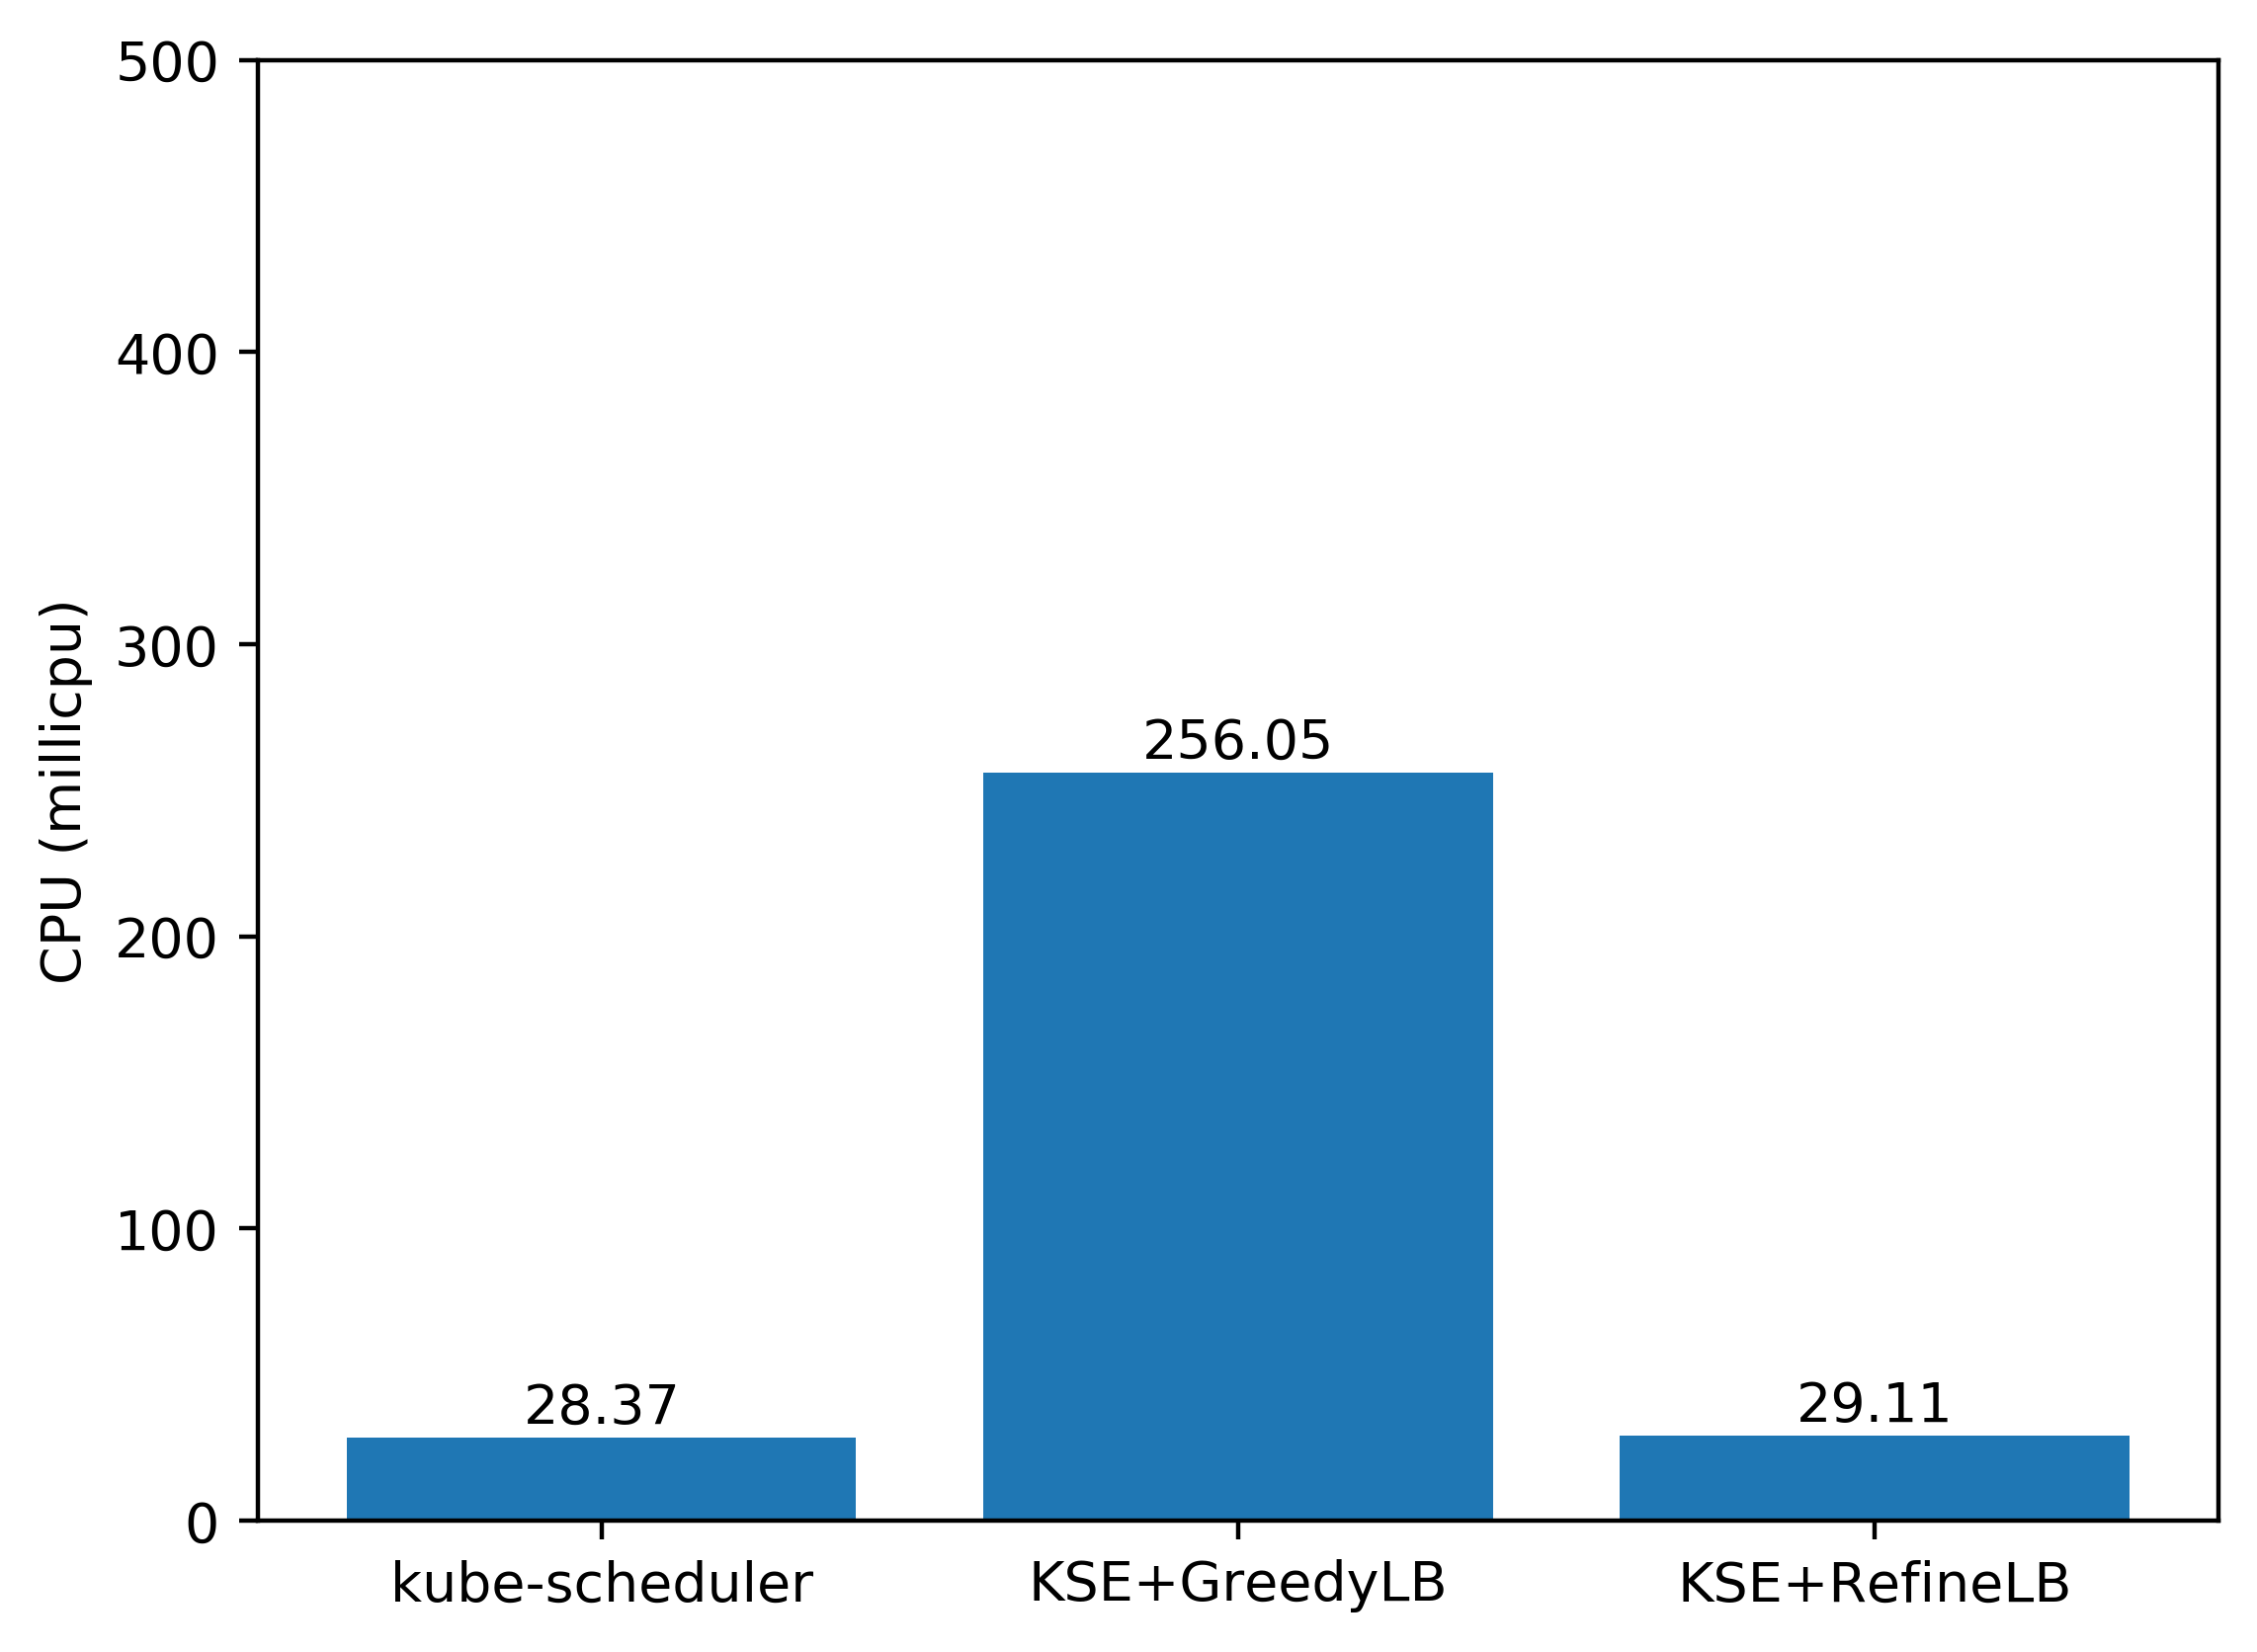 500
400
300
200
100
0
CPU (millicpu)
28.37
256.05
29.11
kube-scheduler
KSE+GreedyLB
KSE+RefineLB